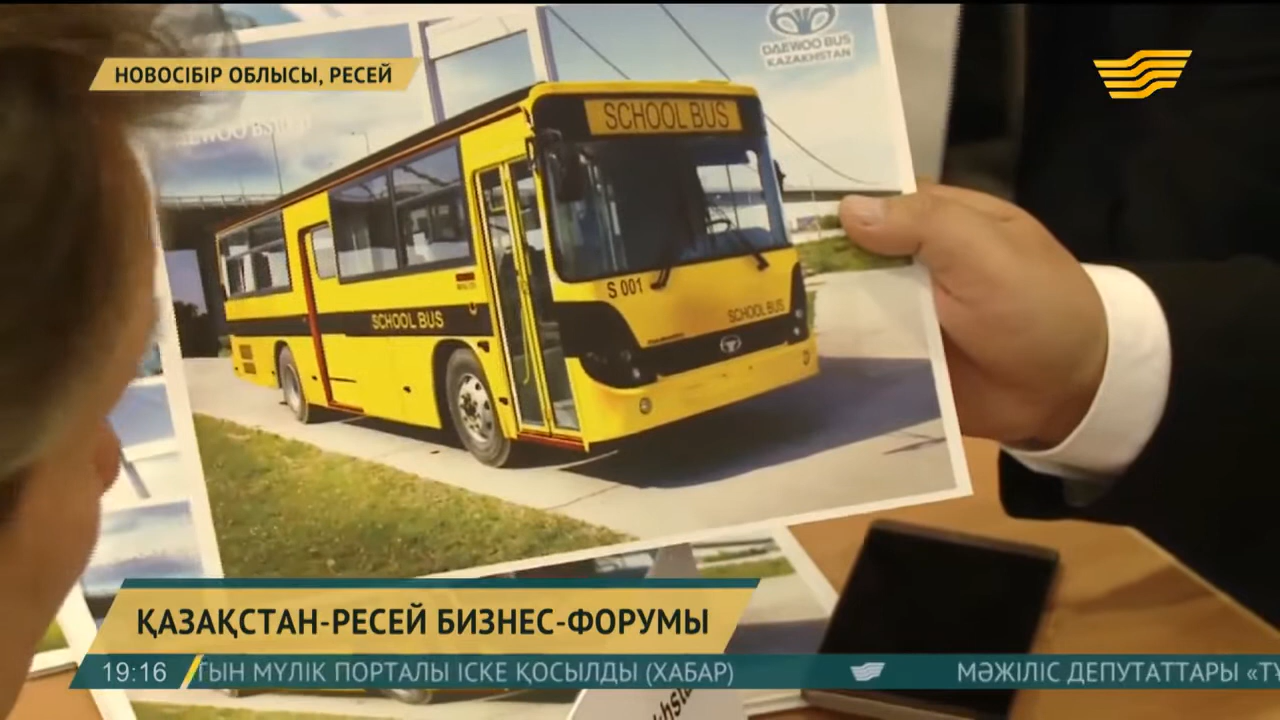 DAEWOO BUS
KAZAKHSTAN
НОВОСІБІР ОБЛЫСЫ, РЕСЕЙ
SCHOOL BUS
S 001
SCHOOL BUS
SCHOOL BUS
ҚАЗАҚСТАН-РЕСЕЙ БИЗНЕС-ФОРУМЫ
19:16
ТЫН МҮЛІК ПОРТАЛЫ ІСКЕ ҚОСЫЛДЫ (ХАБАР)
МӘЖІЛІС ДЕПУТАТТАРЫ «ТҰ